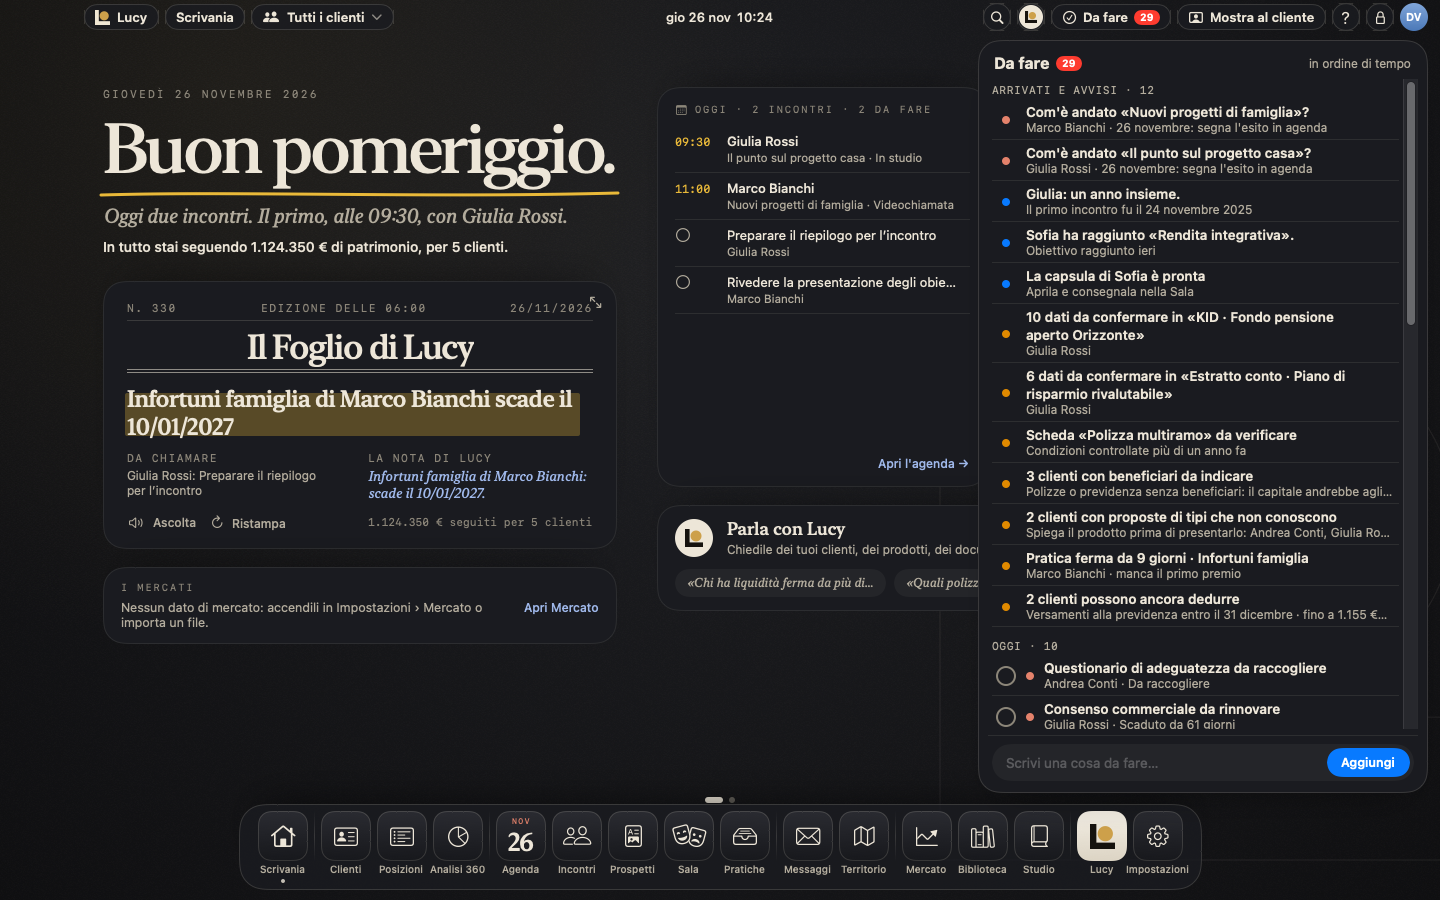 Lucy
Scrivania
Tutti i clienti
gio 26 nov 10:24
Da fare 29
Mostra al cliente
?
DV
GIOVEDÌ 26 NOVEMBRE 2026
Buon pomeriggio.
Oggi due incontri. Il primo, alle 09:30, con Giulia Rossi.
In tutto stai seguendo 1.124.350 € di patrimonio, per 5 clienti.
N. 330 EDIZIONE DELLE 06:00 26/11/2026
Il Foglio di Lucy
Infortuni famiglia di Marco Bianchi scade il
10/01/2027
DA CHIAMARE
Giulia Rossi: Preparare il riepilogo
per l'incontro
LA NOTA DI LUCY
Infortuni famiglia di Marco Bianchi:
scade il 10/01/2027.
Ascolta
Ristampa
1.124.350 € seguiti per 5 clienti
I MERCATI
Nessun dato di mercato: accendili in Impostazioni › Mercato o
importa un file.
Apri Mercato
OGGI · 2 INCONTRI · 2 DA FARE
09:30 Giulia Rossi
Il punto sul progetto casa · In studio
11:00 Marco Bianchi
Nuovi progetti di famiglia · Videochiamata
Preparare il riepilogo per l'incontro
Giulia Rossi
Rivedere la presentazione degli obie...
Marco Bianchi
Apri l'agenda →
Parla con Lucy
Chiedile dei tuoi clienti, dei prodotti, dei docu
«Chi ha liquidità ferma da più di...
«Quali polizz
Da fare 29
in ordine di tempo
ARRIVATI E AVVISI · 12
Com'è andato «Nuovi progetti di famiglia»?
Marco Bianchi · 26 novembre: segna l'esito in agenda
Com'è andato «Il punto sul progetto casa»?
Giulia Rossi · 26 novembre: segna l'esito in agenda
Giulia: un anno insieme.
Il primo incontro fu il 24 novembre 2025
Sofia ha raggiunto «Rendita integrativa».
Obiettivo raggiunto ieri
La capsula di Sofia è pronta
Aprila e consegnala nella Sala
10 dati da confermare in «KID · Fondo pensione
aperto Orizzonte»
Giulia Rossi
6 dati da confermare in «Estratto conto · Piano di
risparmio rivalutabile»
Giulia Rossi
Scheda «Polizza multiramo» da verificare
Condizioni controllate più di un anno fa
3 clienti con beneficiari da indicare
Polizze o previdenza senza beneficiari: il capitale andrebbe agli...
2 clienti con proposte di tipi che non conoscono
Spiega il prodotto prima di presentarlo: Andrea Conti, Giulia Ro...
Pratica ferma da 9 giorni · Infortuni famiglia
Marco Bianchi · manca il primo premio
2 clienti possono ancora dedurre
Versamenti alla previdenza entro il 31 dicembre · fino a 1.155 €...
OGGI · 10
Questionario di adeguatezza da raccogliere
Andrea Conti · Da raccogliere
Consenso commerciale da rinnovare
Giulia Rossi · Scaduto da 61 giorni
Scrivi una cosa da fare...
Aggiungi
NOV
26
Scrivania
Clienti
Posizioni
Analisi 360
Agenda
Incontri
Prospetti
Sala
Pratiche
Messaggi
Territorio
Mercato
Biblioteca
Studio
Lucy
Impostazioni